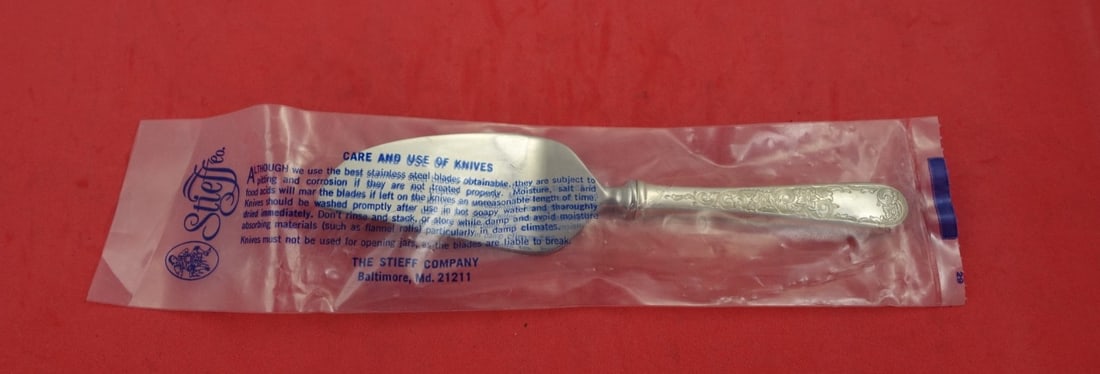 Stieff Co.
CARE AND USE OF KNIVES
ALTHOUGH we use the best stainless steel blades obtainable, they are subject to
pitting and corrosion if they are not treated properly. Moisture, salt and
food acids will mar the blades if left on the knives an unreasonable length of time.
Knives should be washed promptly after use in hot soapy water and thoroughly
dried immediately. Don't rinse and stack, or store while damp and avoid moisture
absorbing materials (such as flannel rolls) particularly, in damp climates.
Knives must not be used for opening jars, as the blades are liable to break.
THE STIEFF COMPANY
Baltimore, Md. 21211
29